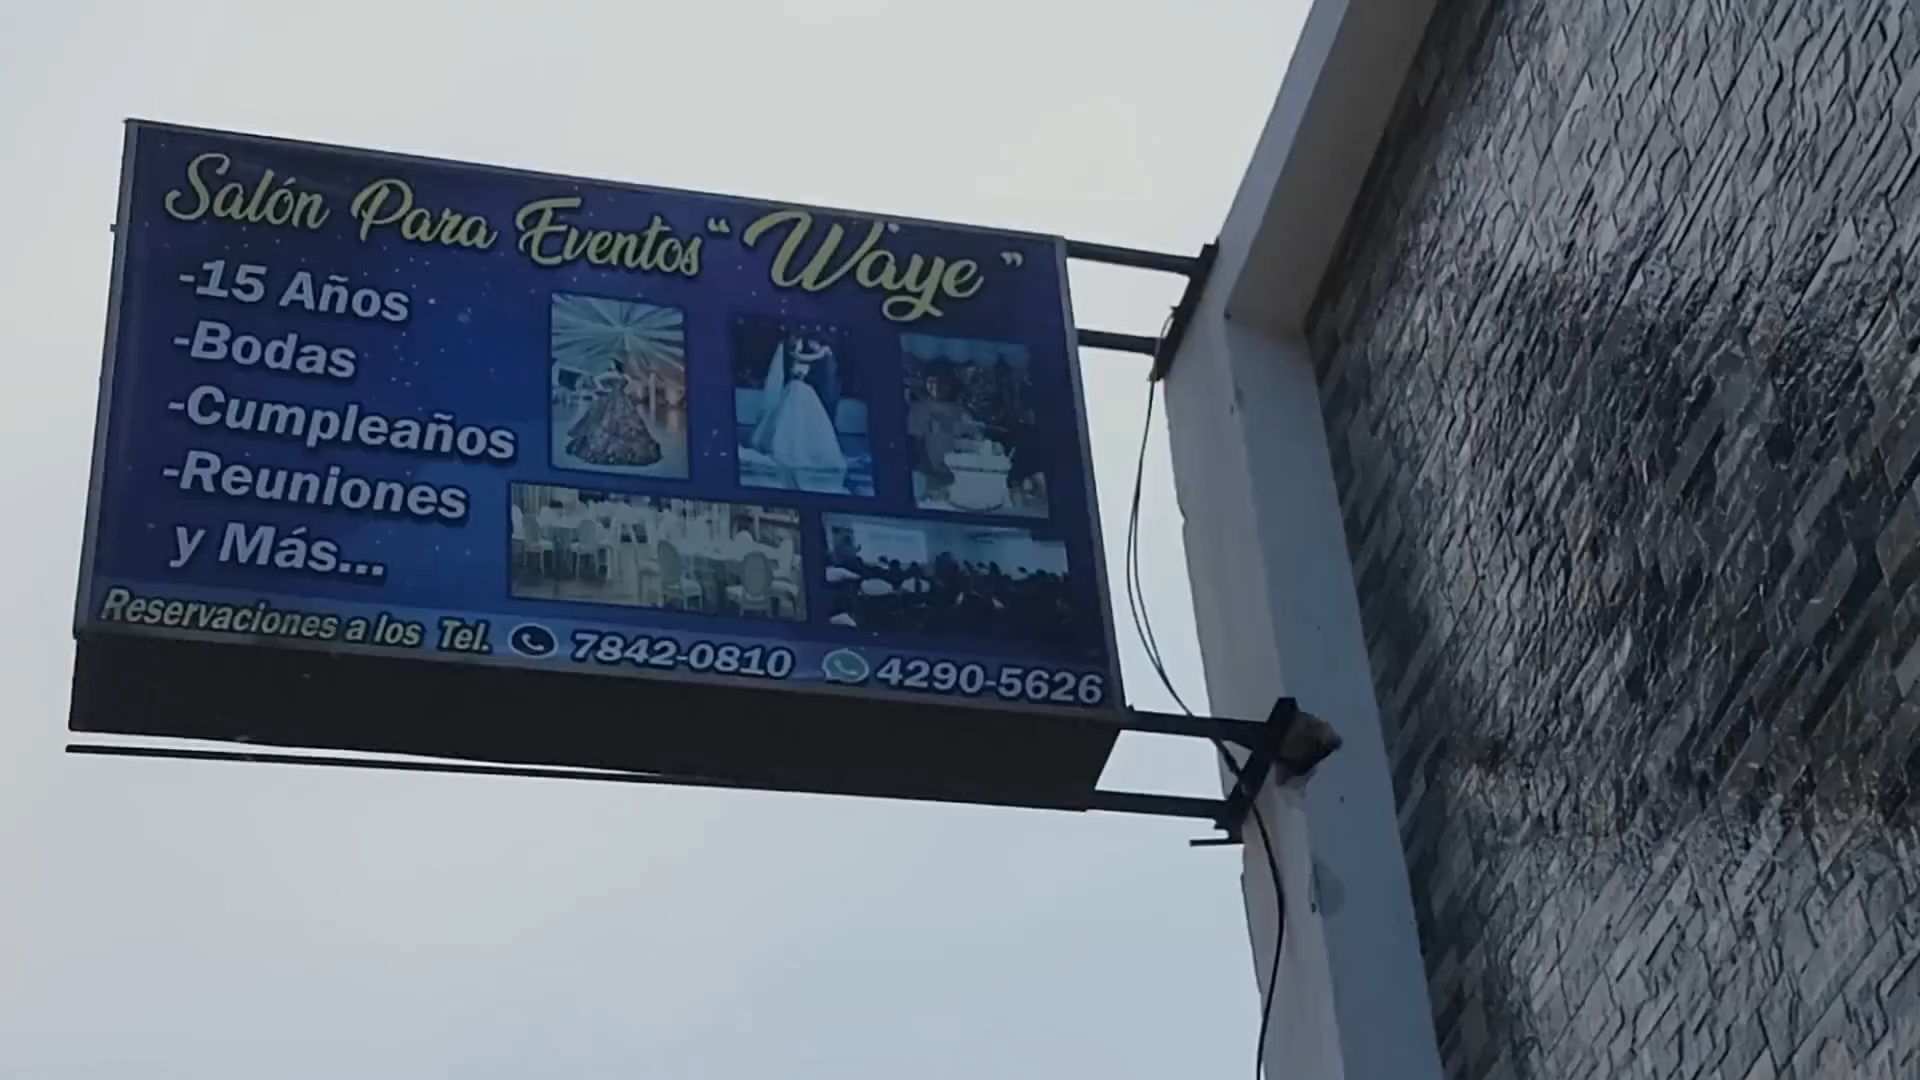 Salón Para Eventos "Waye"
-15 Años
-Bodas
-Cumpleaños
-Reuniones
y Más...
Reservaciones a los Tel. 7842-0810 4290-5626